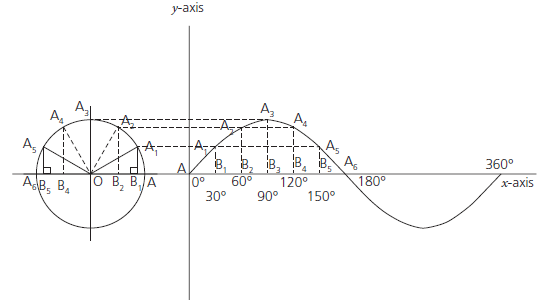 y-axis
A₃
A₄
A₂
A₅
A₁
A₆
B₅
B₄
O
B₂
B₁
A
A
A₁
A₂
A₃
A₄
A₅
A₆
B₁
B₂
B₃
B₄
B₅
0° 60° 120° 180° 360°
30° 90° 150°
x-axis